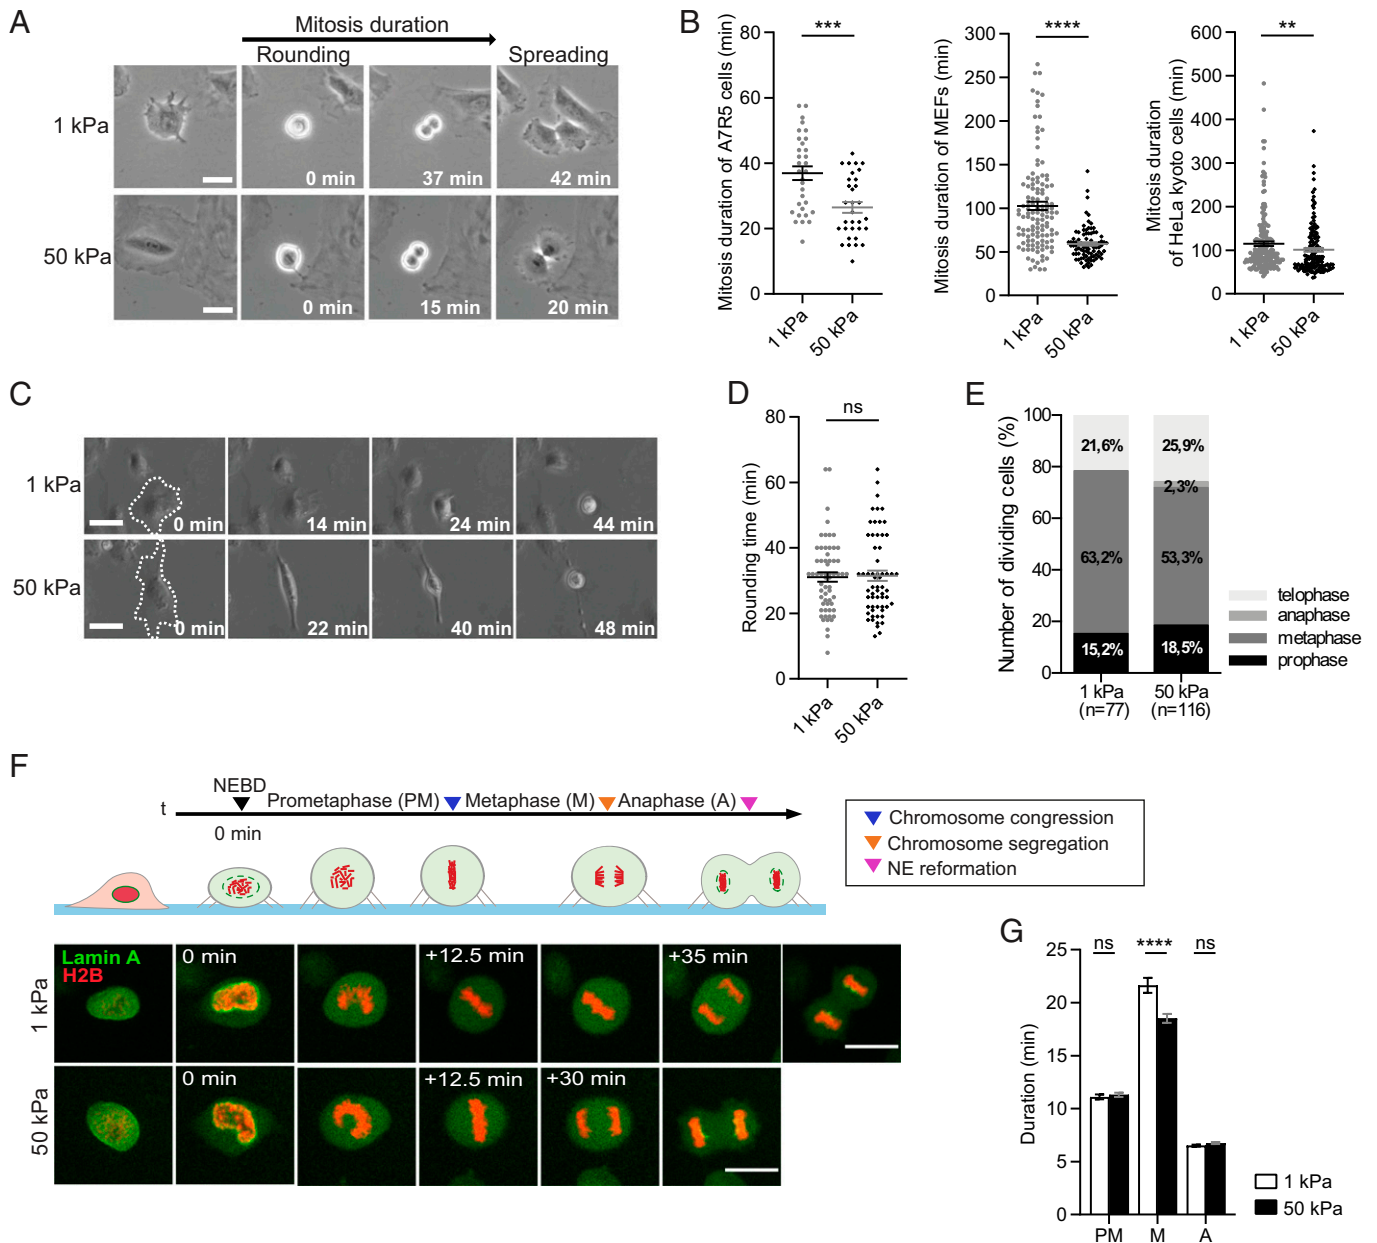 A
Mitosis duration
Rounding
Spreading
1 kPa
0 min
37 min
42 min
50 kPa
0 min
15 min
20 min
B
Mitosis duration of A7R5 cells (min)
80
60
40
20
0
***
1 kPa
50 kPa
Mitosis duration of MEFs (min)
300
250
200
150
100
50
0
****
1 kPa
50 kPa
Mitosis duration
of HeLa kyoto cells (min)
600
500
400
300
200
100
0
**
1 kPa
50 kPa
C
1 kPa
0 min
14 min
24 min
44 min
50 kPa
0 min
22 min
40 min
48 min
D
Rounding time (min)
80
60
40
20
0
ns
1 kPa
50 kPa
E
Number of dividing cells (%)
100
80
60
40
20
0
21,6%
63,2%
15,2%
25,9%
2,3%
53,3%
18,5%
1 kPa
(n=77)
50 kPa
(n=116)
telophase
anaphase
metaphase
prophase
F
t
NEBD
Prometaphase (PM)
Metaphase (M)
Anaphase (A)
0 min
Chromosome congression
Chromosome segregation
NE reformation
1 kPa
Lamin A
H2B
0 min
+12.5 min
+35 min
50 kPa
0 min
+12.5 min
+30 min
G
Duration (min)
25
20
15
10
5
0
ns
****
ns
PM
M
A
1 kPa
50 kPa